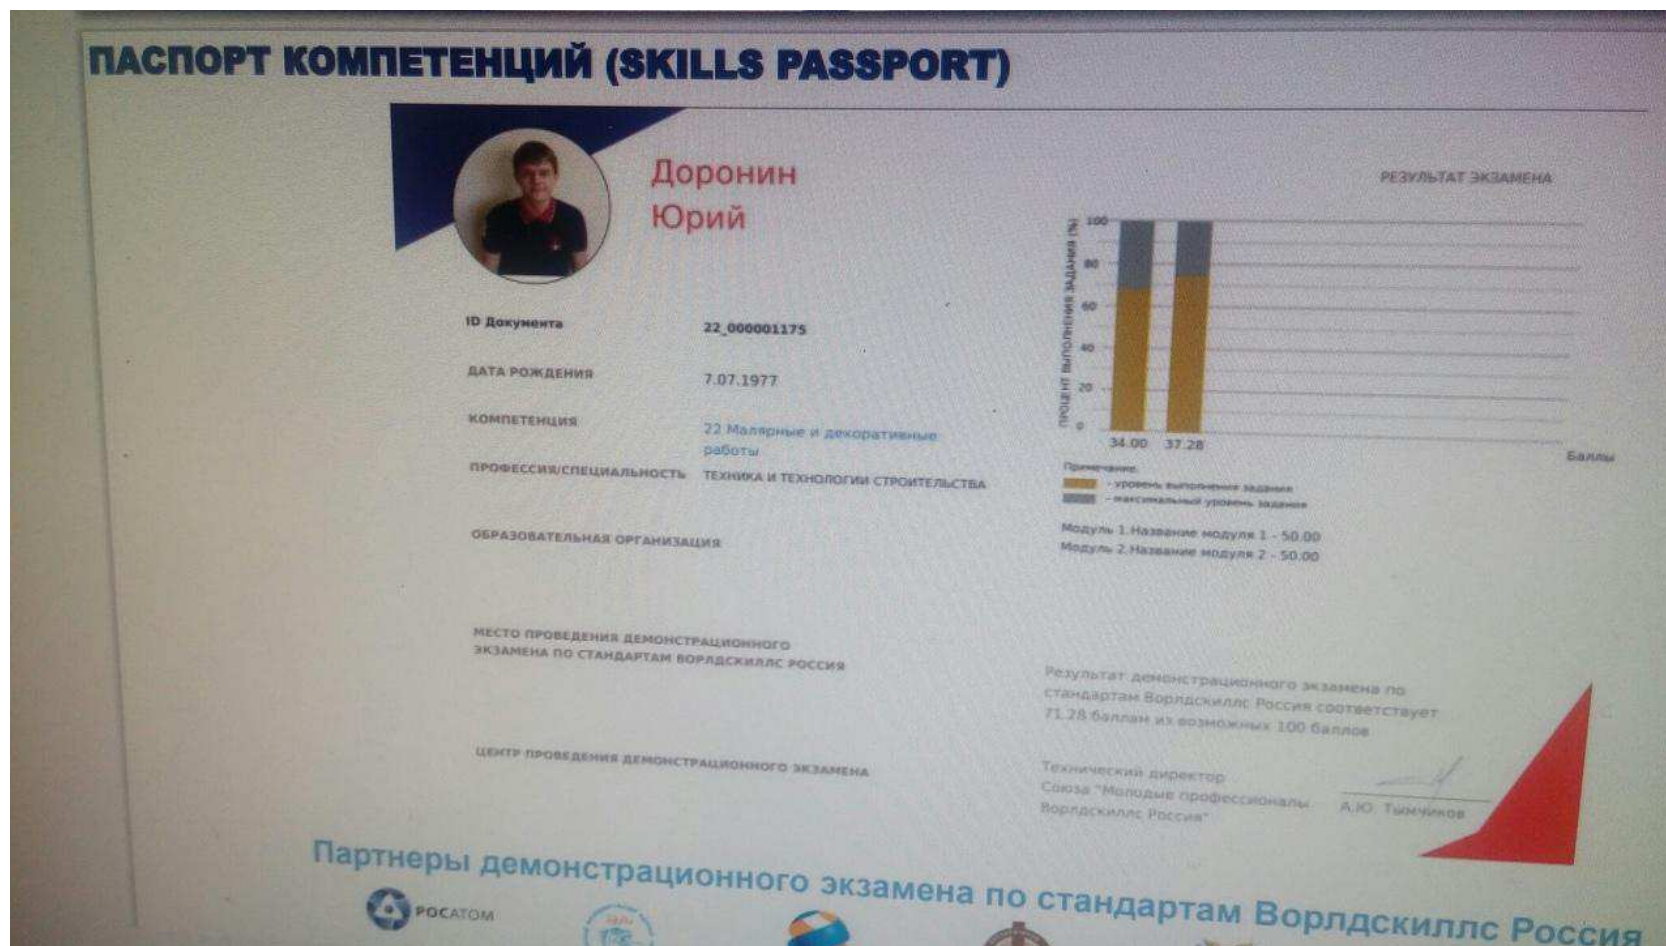 ПАСПОРТ КОМПЕТЕНЦИЙ (SKILLS PASSPORT)
Доронин
Юрий
ID Документа 22_000001175
ДАТА РОЖДЕНИЯ 7.07.1977
КОМПЕТЕНЦИЯ 22 Малярные и декоративные
работы
ПРОФЕССИЯ/СПЕЦИАЛЬНОСТЬ ТЕХНИКА И ТЕХНОЛОГИИ СТРОИТЕЛЬСТВА
ОБРАЗОВАТЕЛЬНАЯ ОРГАНИЗАЦИЯ
МЕСТО ПРОВЕДЕНИЯ ДЕМОНСТРАЦИОННОГО
ЭКЗАМЕНА ПО СТАНДАРТАМ ВОРЛДСКИЛЛС РОССИЯ
ЦЕНТР ПРОВЕДЕНИЯ ДЕМОНСТРАЦИОННОГО ЭКЗАМЕНА
РЕЗУЛЬТАТ ЭКЗАМЕНА
ПРОЦЕНТ ВЫПОЛНЕНИЯ ЗАДАНИЯ (%)
100
80
60
40
20
0
34.00 37.28
Баллы
Примечание:
- уровень выполнения задания
- максимальный уровень задания
Модуль 1.Название модуля 1 - 50.00
Модуль 2.Название модуля 2 - 50.00
Результат демонстрационного экзамена по
стандартам Ворлдскиллс Россия соответствует
71.28 баллам из возможных 100 баллов
Технический директор
Союза "Молодые профессионалы
Ворлдскиллс Россия"
А.Ю. Тымчиков
Партнеры демонстрационного экзамена по стандартам Ворлдскиллс Россия
РОСАТОМ